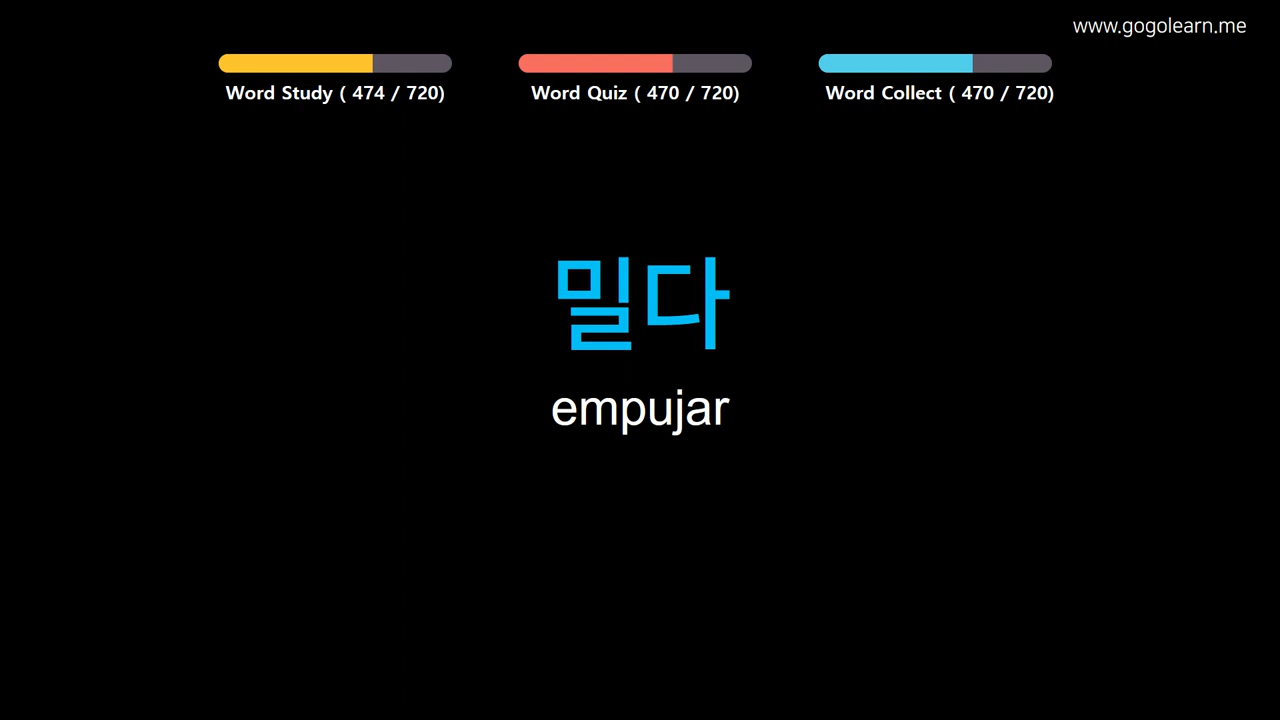 www.gogolearn.me
Word Study ( 474 / 720)
Word Quiz ( 470 / 720)
Word Collect ( 470 / 720)
밀다
empujar